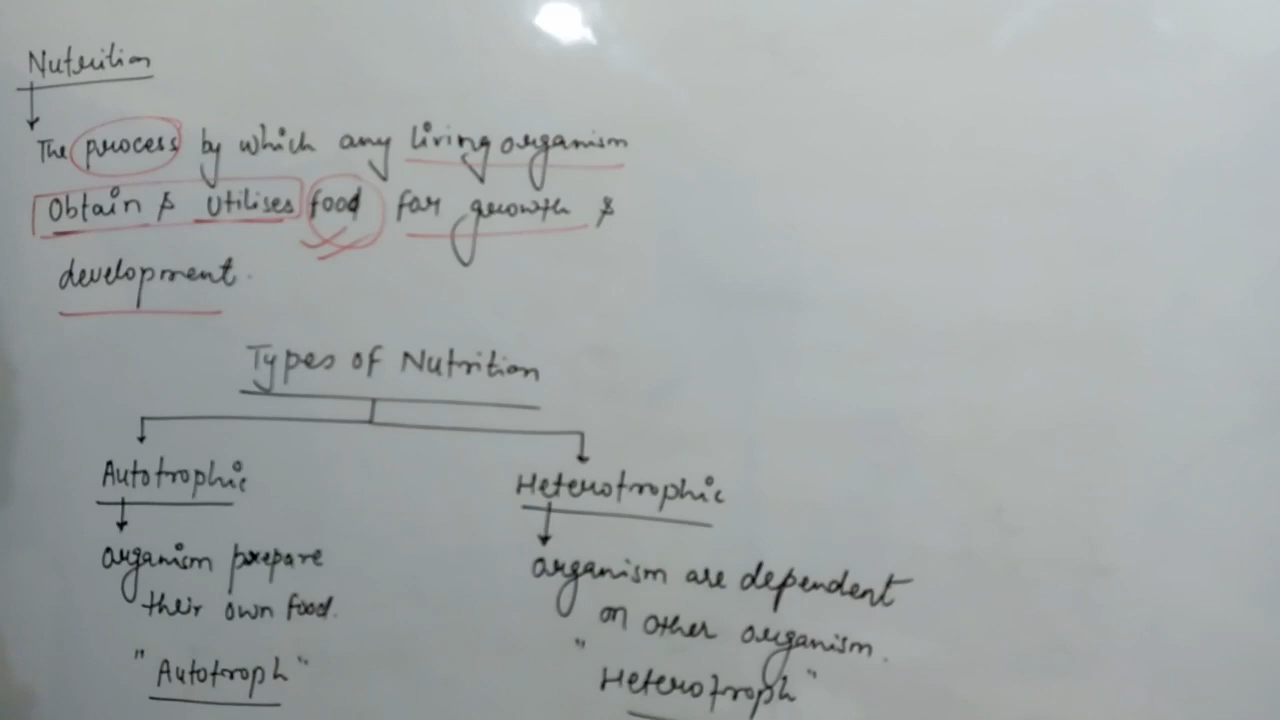 Nutrition
The process by which any living organism
Obtain & Utilises food for growth &
development.
Types of Nutrition
Autotrophic
Heterotrophic
organism prepare
their own food.
"Autotroph"
organism are dependent
on other organism.
"Heterotroph"